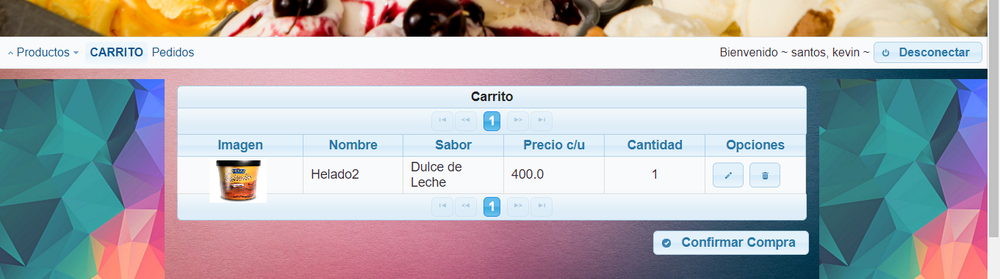 Productos CARRITO Pedidos Bienvenido ~ santos, kevin ~ Desconectar
Carrito
1
Imagen Nombre Sabor Precio c/u Cantidad Opciones
Helado2 Dulce de 400.0 1
Leche
1
Confirmar Compra